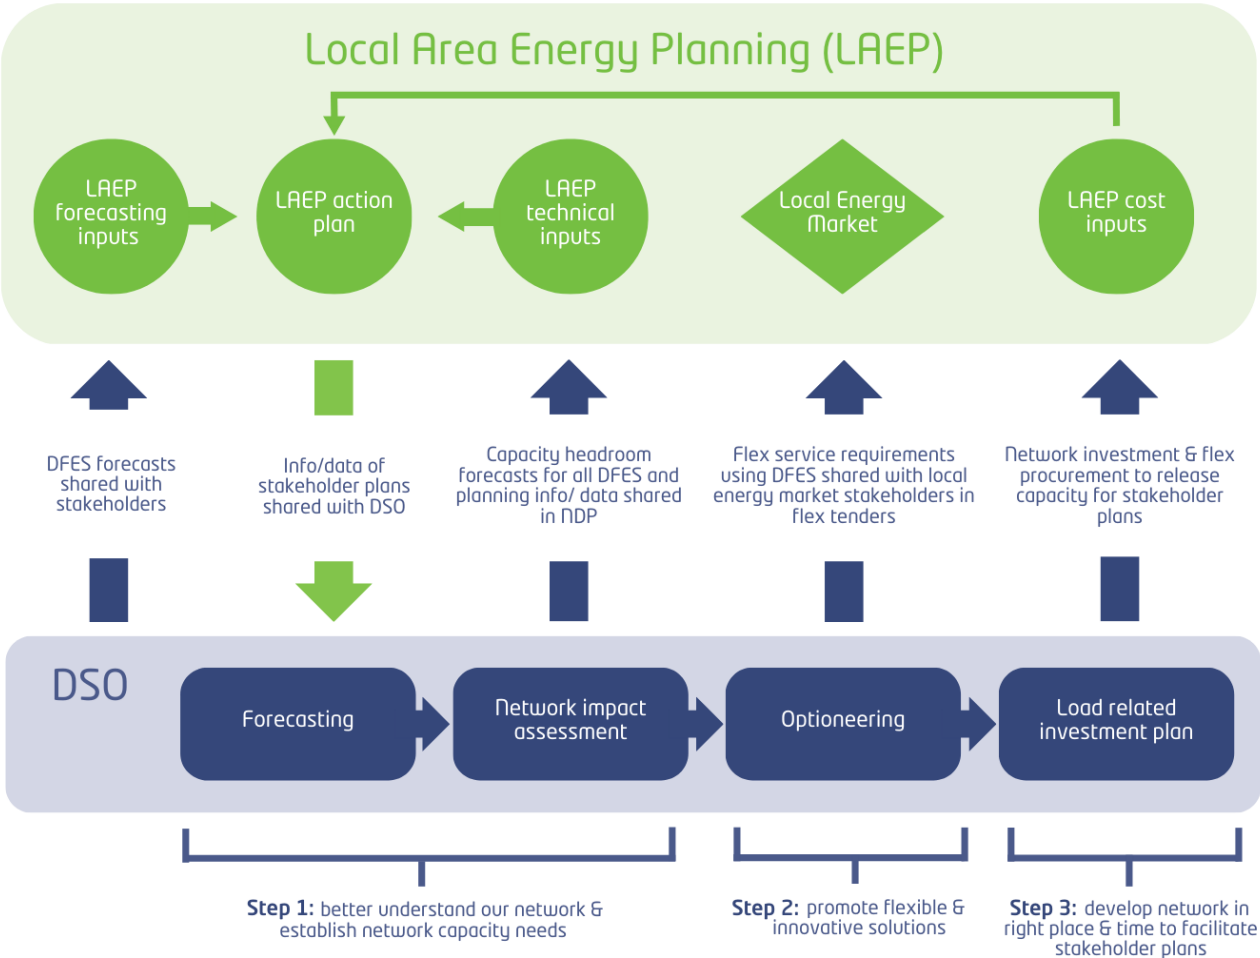 Local Area Energy Planning (LAEP)
LAEP
forecasting
inputs
LAEP action
plan
LAEP
technical
inputs
Local Energy
Market
LAEP cost
inputs
DFES forecasts
shared with
stakeholders
Info/data of
stakeholder plans
shared with DSO
Capacity headroom
forecasts for all DFES and
planning info/ data shared
in NDP
Flex service requirements
using DFES shared with local
energy market stakeholders in
flex tenders
Network investment & flex
procurement to release
capacity for stakeholder
plans
DSO
Forecasting
Network impact
assessment
Optioneering
Load related
investment plan
Step 1: better understand our network &
establish network capacity needs
Step 2: promote flexible &
innovative solutions
Step 3: develop network in
right place & time to facilitate
stakeholder plans